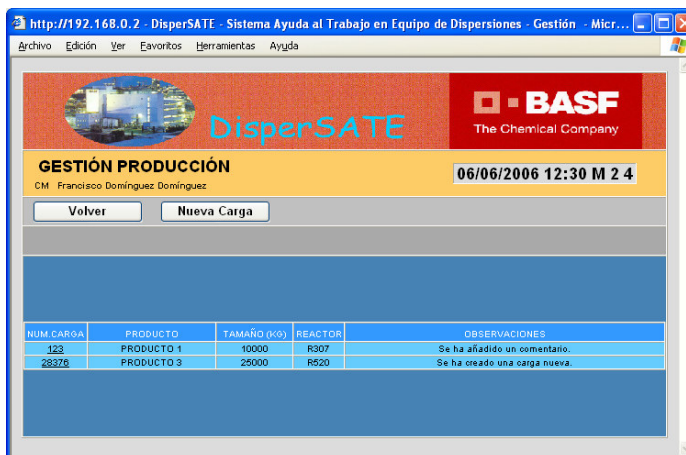 http://192.168.0.2 - DisperSATE - Sistema Ayuda al Trabajo en Equipo de Dispersiones - Gestión - Micr...
Archivo Edición Ver Favoritos Herramientas Ayuda
DisperSATE
BASF
The Chemical Company
GESTIÓN PRODUCCIÓN
CM Francisco Domínguez Domínguez
06/06/2006 12:30 M 2 4
Volver Nueva Carga
NUM.CARGA PRODUCTO TAMAÑO (KG) REACTOR OBSERVACIONES
123 PRODUCTO 1 10000 R307 Se ha añadido un comentario.
28376 PRODUCTO 3 25000 R520 Se ha creado una carga nueva.